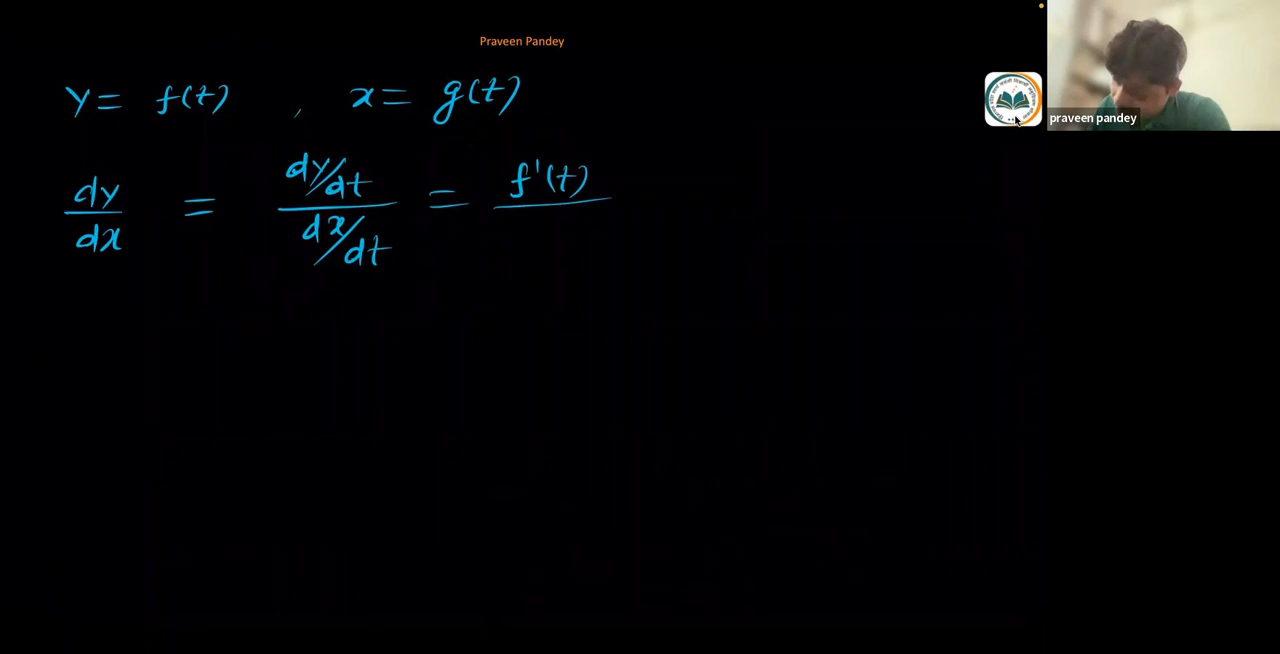 Praveen Pandey
y = f(t) , x = g(t)
dy/dx = (dy/dt)/(dx/dt) = f'(t)/
praveen pandey